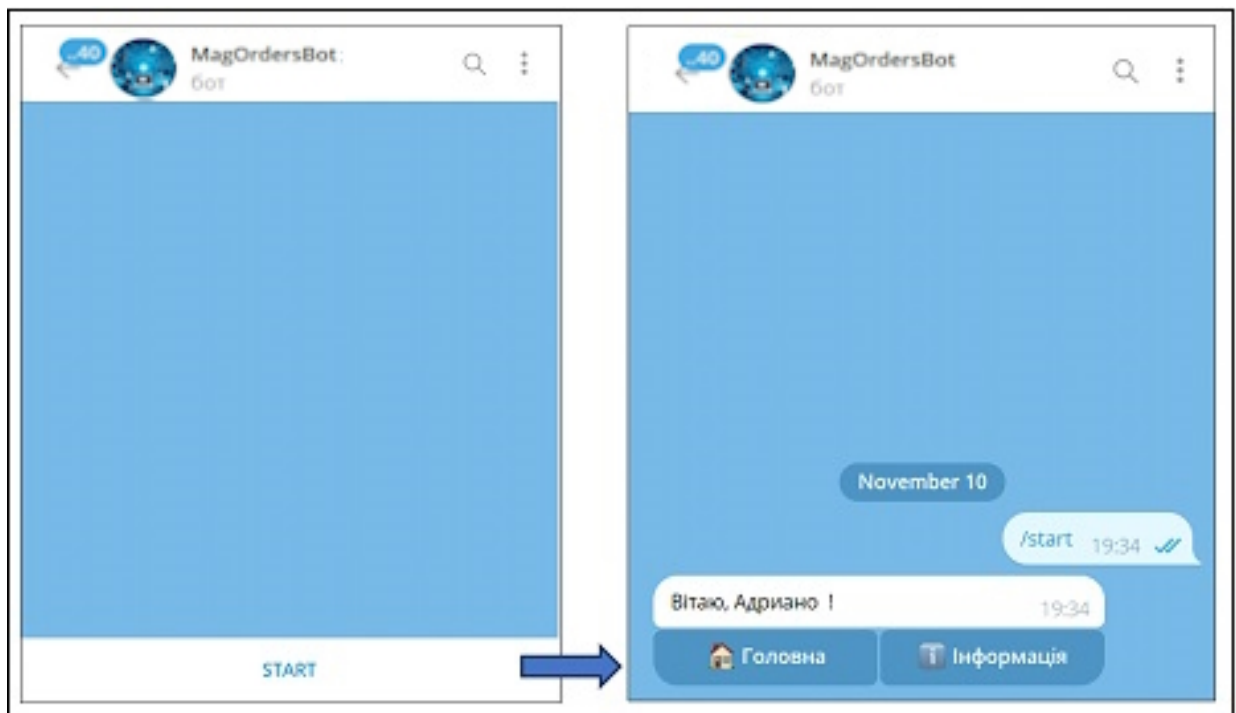 ..40
MagOrdersBot
бот
START
..40
MagOrdersBot
бот
November 10
/start 19:34
Вітаю, Адриано ! 19:34
Головна
Інформація